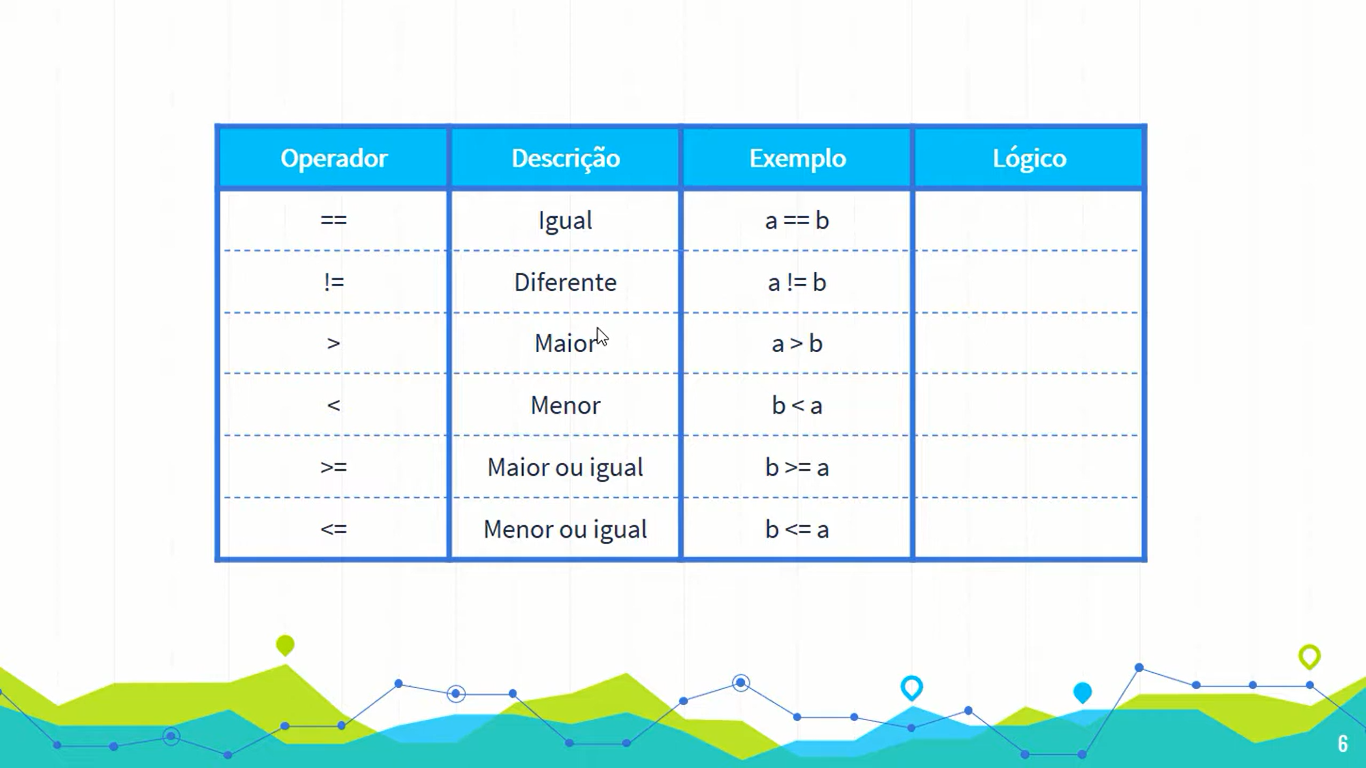 Operador Descrição Exemplo Lógico
== Igual a == b
!= Diferente a != b
> Maior a > b
< Menor b < a
>= Maior ou igual b >= a
<= Menor ou igual b <= a
6